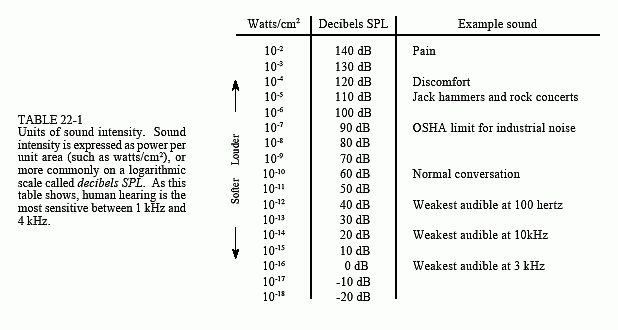 Watts/cm² Decibels SPL Example sound
10⁻² 140 dB Pain
10⁻³ 130 dB
10⁻⁴ 120 dB Discomfort
10⁻⁵ 110 dB Jack hammers and rock concerts
10⁻⁶ 100 dB
10⁻⁷ 90 dB OSHA limit for industrial noise
10⁻⁸ 80 dB
10⁻⁹ 70 dB
10⁻¹⁰ 60 dB Normal conversation
10⁻¹¹ 50 dB
10⁻¹² 40 dB Weakest audible at 100 hertz
10⁻¹³ 30 dB
10⁻¹⁴ 20 dB Weakest audible at 10kHz
10⁻¹⁵ 10 dB
10⁻¹⁶ 0 dB Weakest audible at 3 kHz
10⁻¹⁷ -10 dB
10⁻¹⁸ -20 dB
Louder
Softer
TABLE 22-1
Units of sound intensity. Sound
intensity is expressed as power per
unit area (such as watts/cm²), or
more commonly on a logarithmic
scale called decibels SPL. As this
table shows, human hearing is the
most sensitive between 1 kHz and
4 kHz.